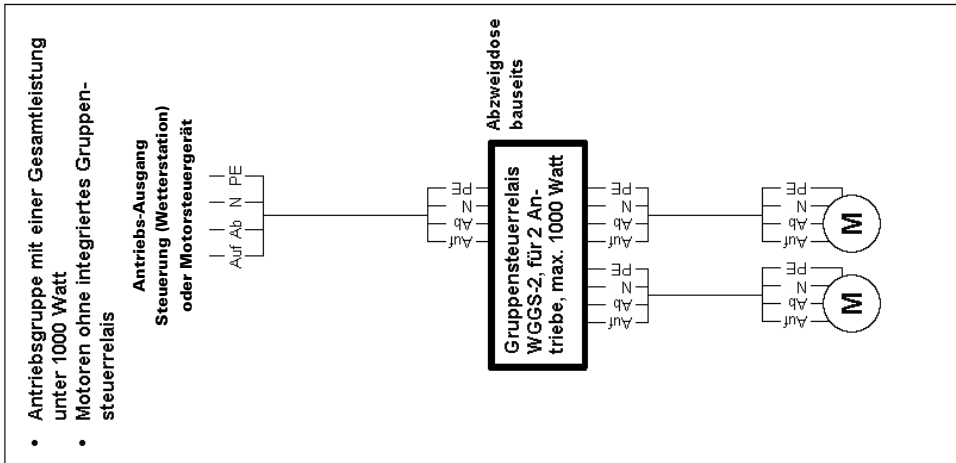 • Antriebsgruppe mit einer Gesamtleistung
unter 1000 Watt
• Motoren ohne integriertes Gruppen-
steuerrelais
Antriebs-Ausgang
Steuerung (Wetterstation)
oder Motorsteuergerät
Auf Ab N PE
Auf Ab N PE
Abzweigdose
bauseits
Gruppensteuerrelais
WGGS-2, für 2 An-
triebe, max. 1000 Watt
Auf Ab N PE
Auf Ab N PE
Auf Ab N PE
Auf Ab N PE
M
M